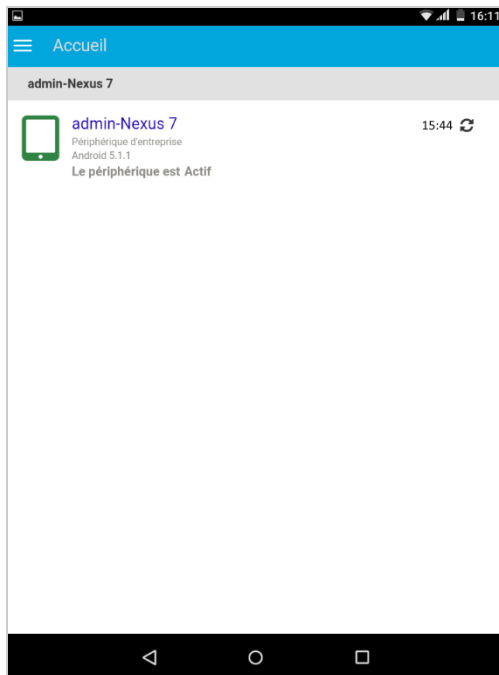 16:11
Accueil
admin-Nexus 7
admin-Nexus 7
15:44
Périphérique d'entreprise
Android 5.1.1
Le périphérique est Actif